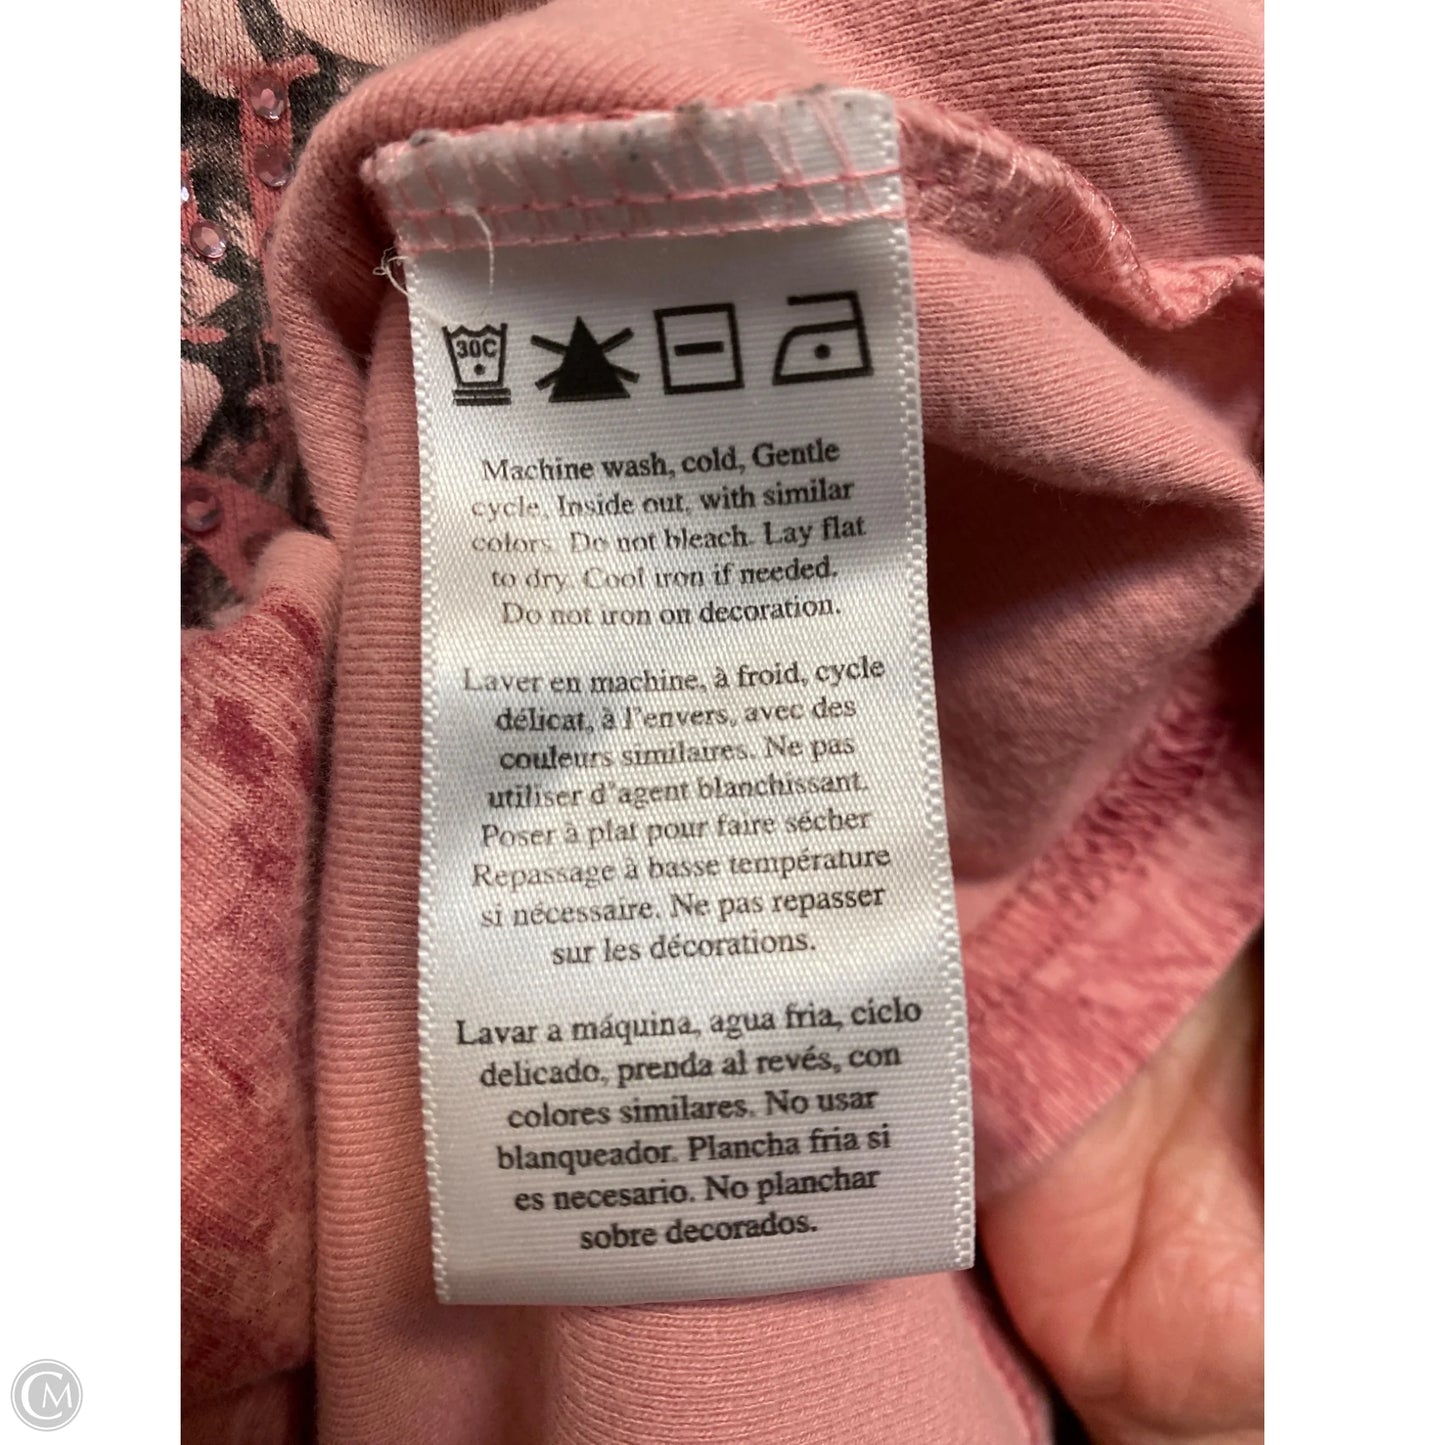 30C
Machine wash, cold, Gentle
cycle, Inside out, with similar
colors. Do not bleach. Lay flat
to dry. Cool iron if needed.
Do not iron on decoration.
Laver en machine, à froid, cycle
délicat, à l'envers, avec des
couleurs similaires. Ne pas
utiliser d'agent blanchissant.
Poser à plat pour faire sécher
Repassage à basse température
si nécessaire. Ne pas repasser
sur les décorations.
Lavar a máquina, agua fria, ciclo
delicado, prenda al revés, con
colores similares. No usar
blanqueador. Plancha fria si
es necesario. No planchar
sobre decorados.
CM